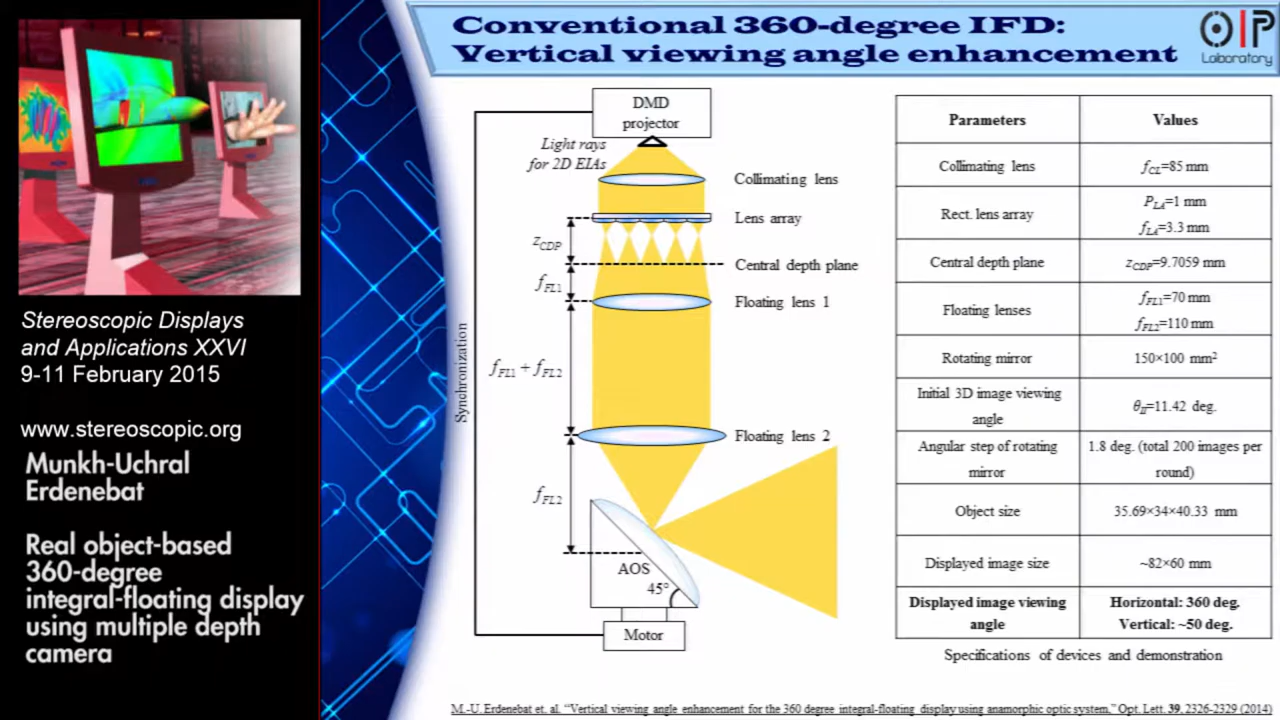 Stereoscopic Displays
and Applications XXVI
9-11 February 2015
www.stereoscopic.org
Munkh-Uchral
Erdenebat
Real object-based
360-degree
integral-floating display
using multiple depth
camera
Conventional 360-degree IFD:
Vertical viewing angle enhancement
OIP
Laboratory
DMD
projector
Light rays
for 2D EIAs
Collimating lens
Lens array
z_CDP
Central depth plane
f_FL1
Floating lens 1
Synchronization
f_FL1 + f_FL2
Floating lens 2
f_FL2
AOS
45°
Motor
Parameters Values
Collimating lens f_CL=85 mm
Rect. lens array P_LA=1 mm
f_LA=3.3 mm
Central depth plane z_CDP=9.7059 mm
Floating lenses f_FL1=70 mm
f_FL2=110 mm
Rotating mirror 150×100 mm²
Initial 3D image viewing
angle θ_II=11.42 deg.
Angular step of rotating
mirror 1.8 deg. (total 200 images per
round)
Object size 35.69×34×40.33 mm
Displayed image size ~82×60 mm
Displayed image viewing
angle Horizontal: 360 deg.
Vertical: ~50 deg.
Specifications of devices and demonstration
M.-U. Erdenebat et. al. “Vertical viewing angle enhancement for the 360 degree integral-floating display using anamorphic optic system,” Opt. Lett. 39, 2326-2329 (2014)